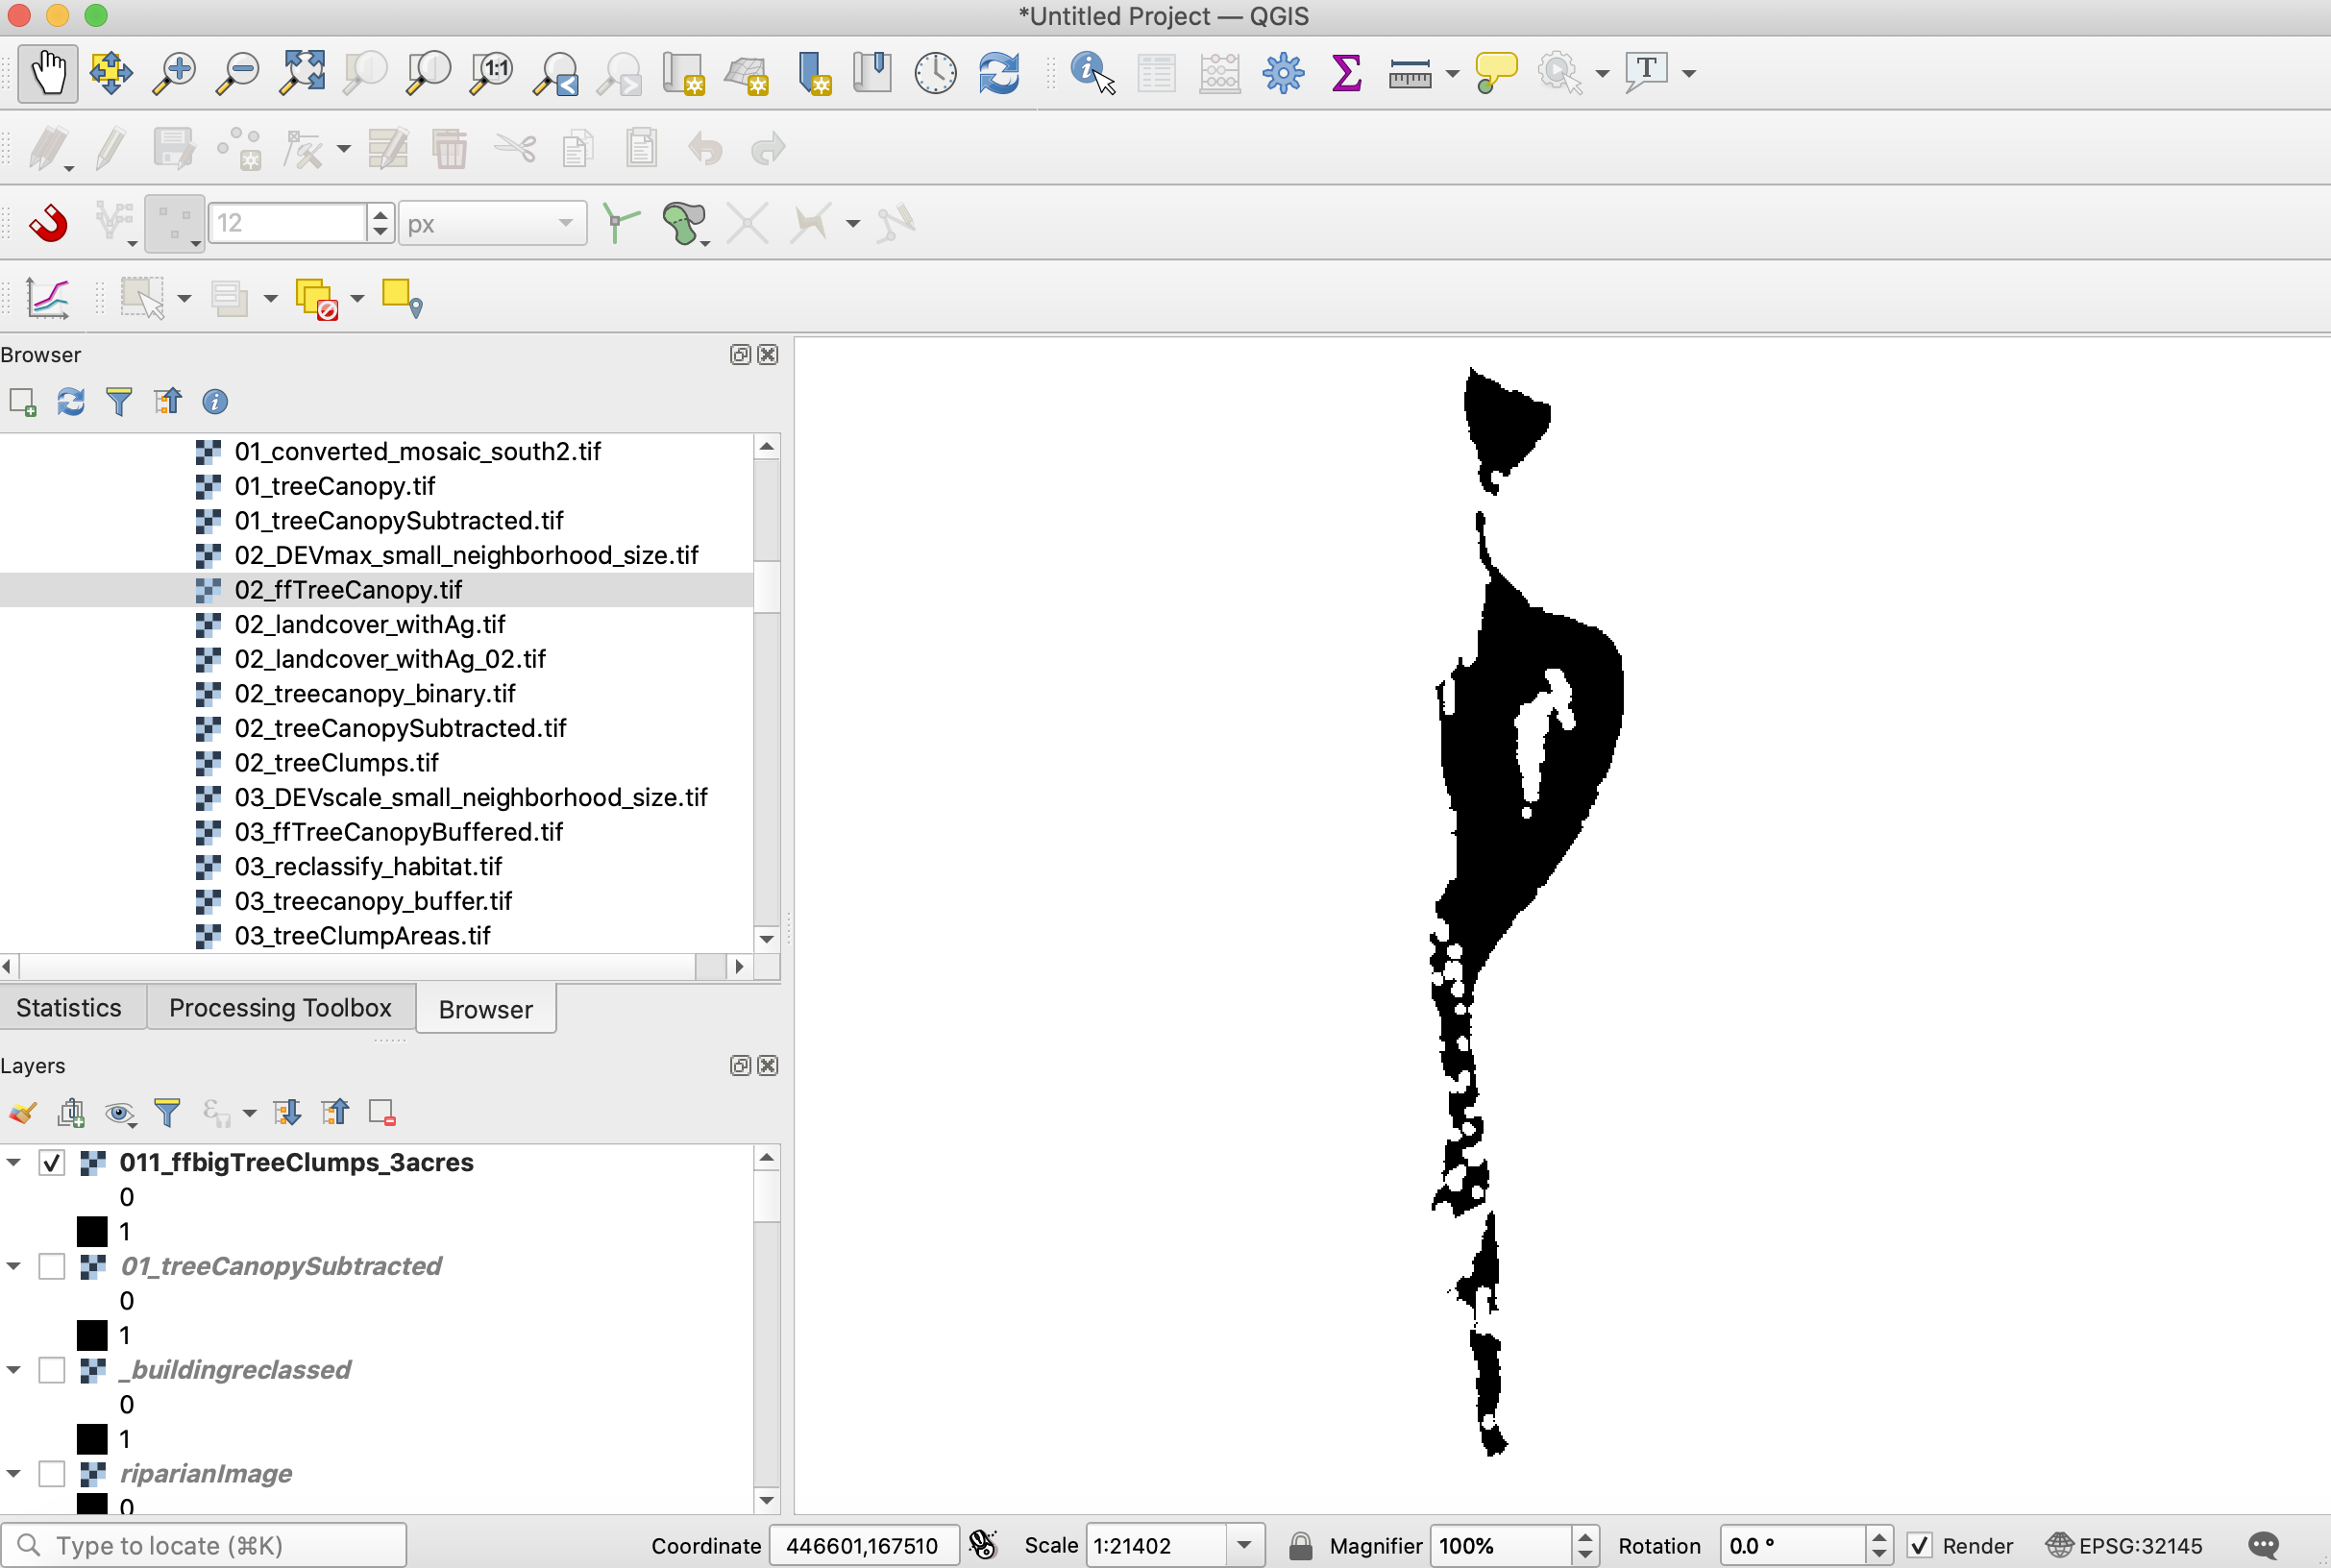 *Untitled Project — QGIS
1:1
T
12
px
Browser
01_converted_mosaic_south2.tif
01_treeCanopy.tif
01_treeCanopySubtracted.tif
02_DEVmax_small_neighborhood_size.tif
02_ffTreeCanopy.tif
02_landcover_withAg.tif
02_landcover_withAg_02.tif
02_treecanopy_binary.tif
02_treeCanopySubtracted.tif
02_treeClumps.tif
03_DEVscale_small_neighborhood_size.tif
03_ffTreeCanopyBuffered.tif
03_reclassify_habitat.tif
03_treecanopy_buffer.tif
03_treeClumpAreas.tif
Statistics Processing Toolbox Browser
Layers
011_ffbigTreeClumps_3acres
0
1
01_treeCanopySubtracted
0
1
_buildingreclassed
0
1
riparianImage
0
Type to locate (⌘K) Coordinate 446601,167510 Scale 1:21402 Magnifier 100% Rotation 0.0 ° Render EPSG:32145